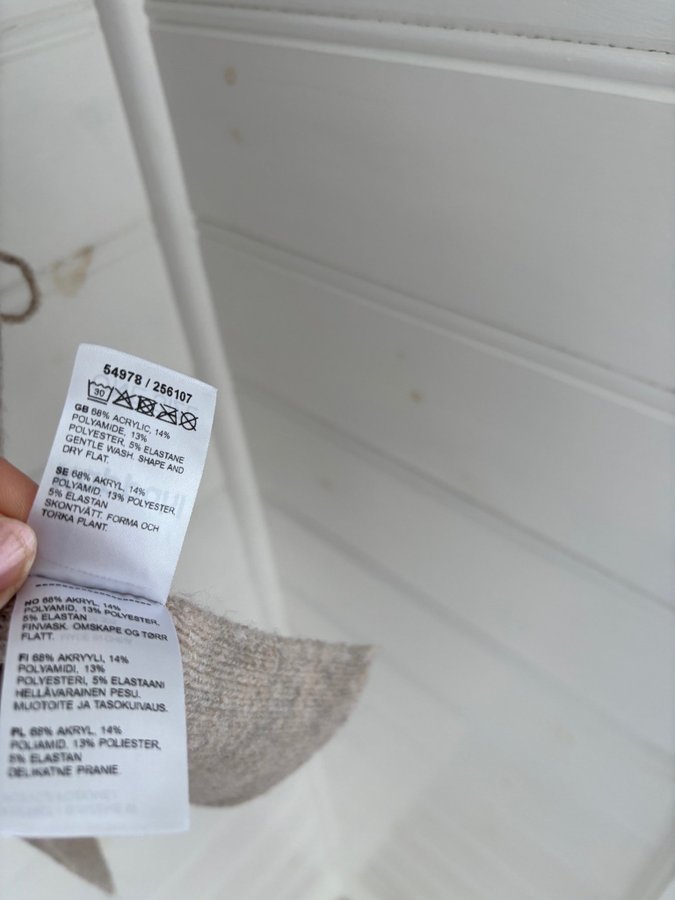 54978 / 256107
30
GB 68% ACRYLIC, 14%
POLYAMIDE, 13%
POLYESTER, 5% ELASTANE
GENTLE WASH. SHAPE AND
DRY FLAT.
SE 68% AKRYL, 14%
POLYAMID, 13% POLYESTER,
5% ELASTAN
SKONTVÄTT. FORMA OCH
TORKA PLANT.
NO 68% AKRYL, 14%
POLYAMID, 13% POLYESTER,
5% ELASTAN
FINVASK. OMSKAPE OG TØRR
FLATT.
FI 68% AKRYYLI, 14%
POLYAMIDI, 13%
POLYESTERI, 5% ELASTAANI
HELLÄVARAINEN PESU.
MUOTOITE JA TASOKUIVAUS.
PL 68% AKRYL, 14%
POLIAMID, 13% POLIESTER,
5% ELASTAN
DELIKATNE PRANIE.